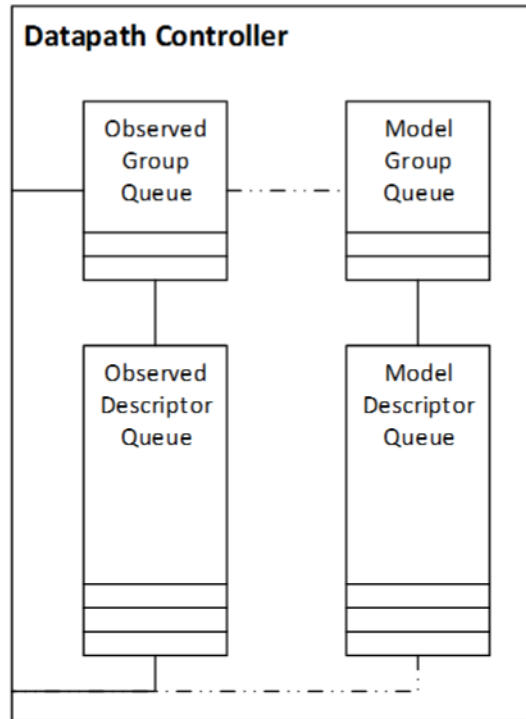 Datapath Controller
Observed
Group
Queue
Model
Group
Queue
Observed
Descriptor
Queue
Model
Descriptor
Queue